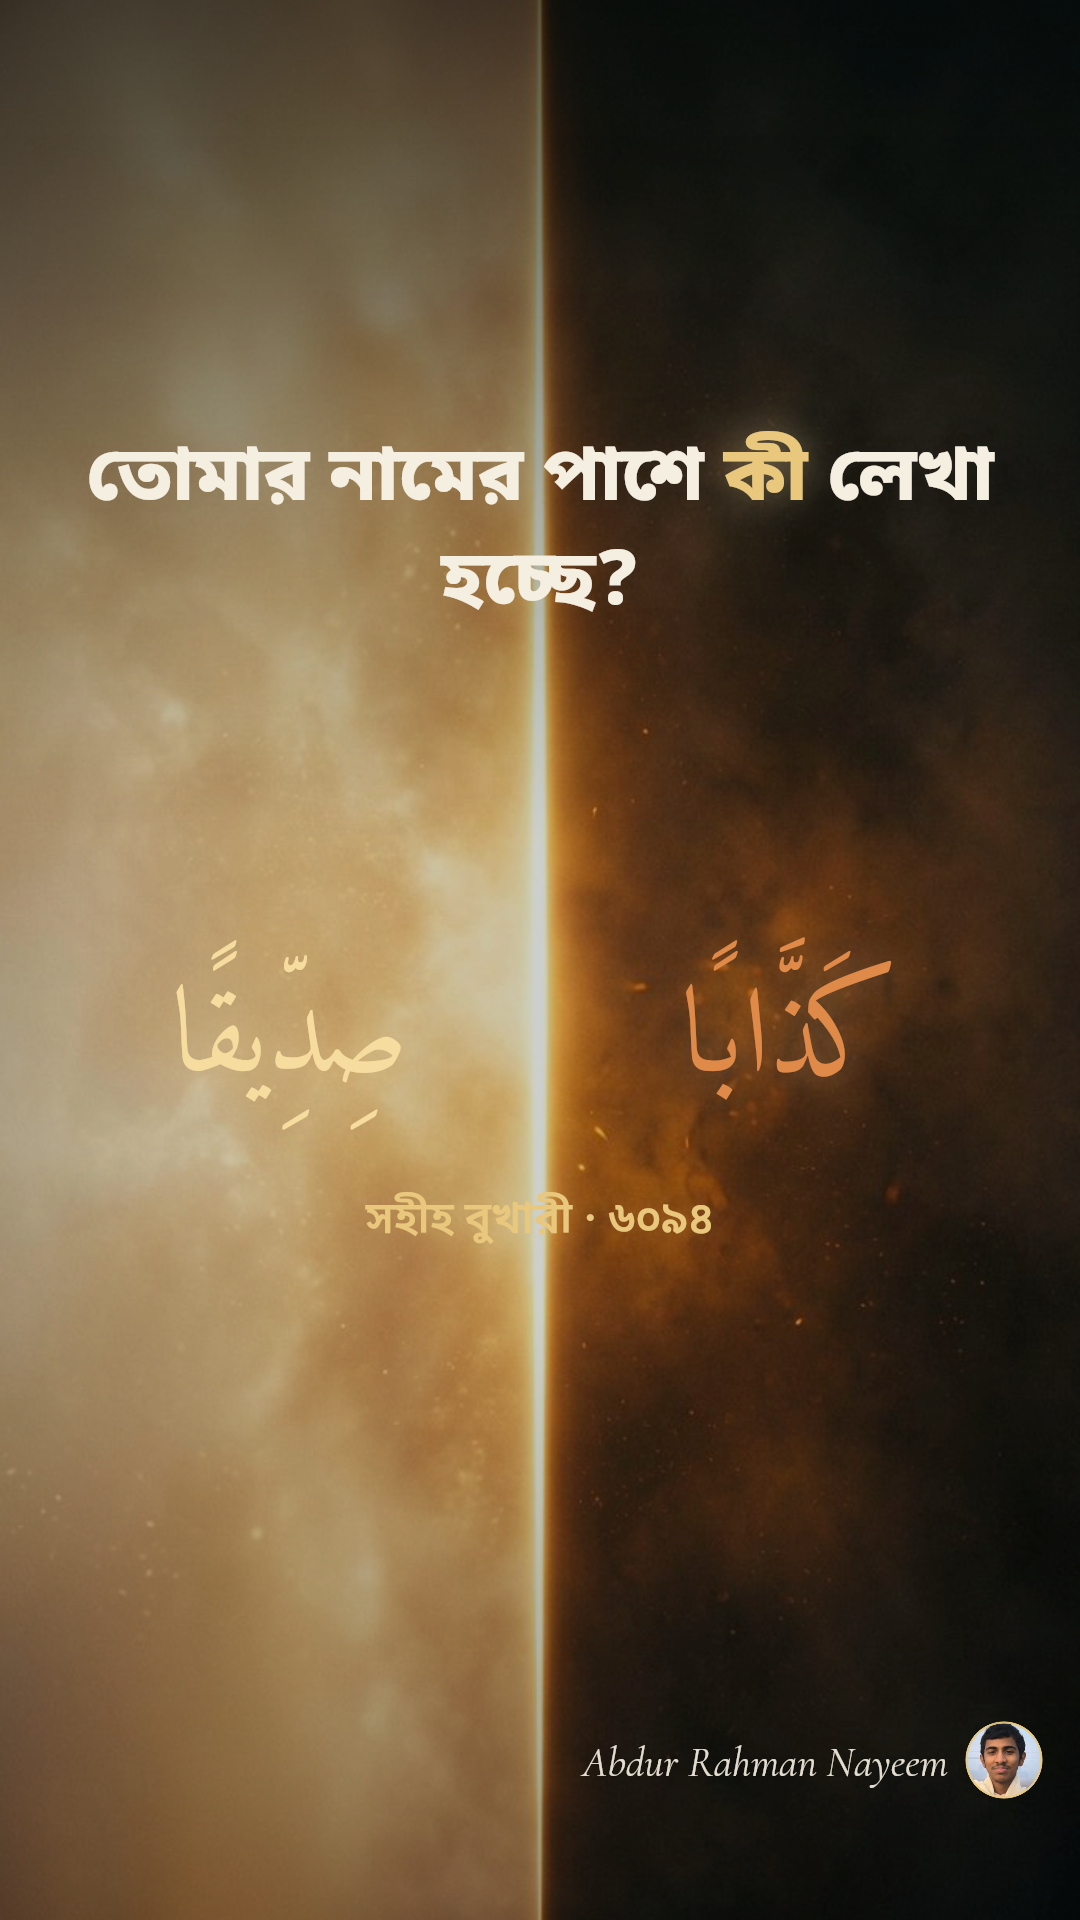 তোমার নামের পাশে কী লেখা
হচ্ছে?
صِدِّيقًا
كَذَّابًا
সহীহ বুখারী · ৬০৯৪
Abdur Rahman Nayeem